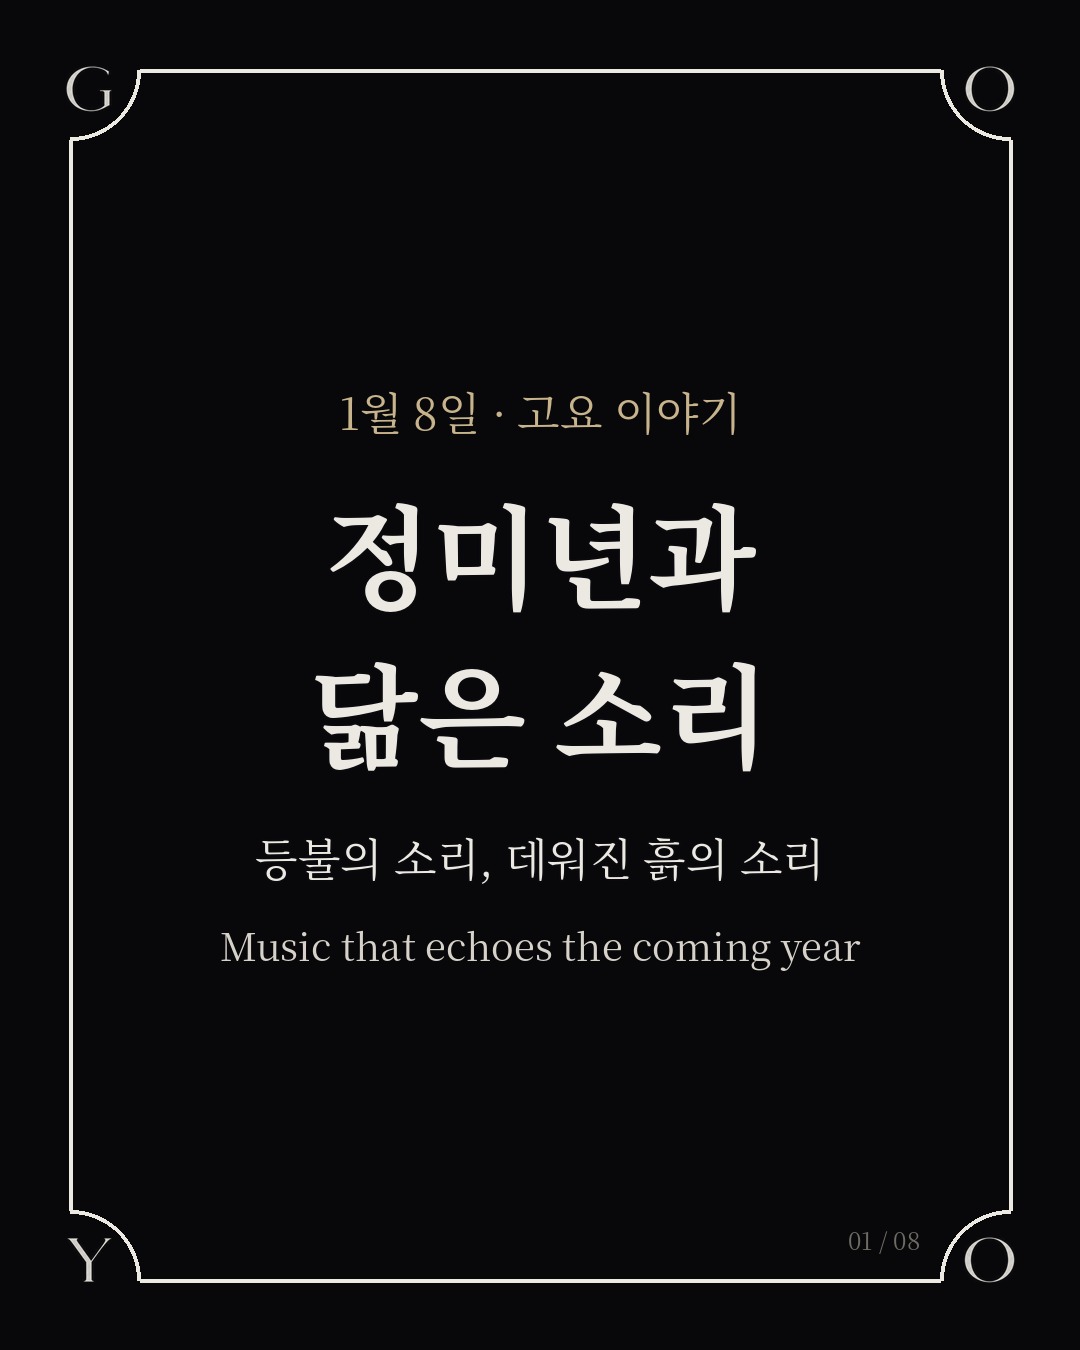 G O
1월 8일 · 고요 이야기
정미년과
닮은 소리
등불의 소리, 데워진 흙의 소리
Music that echoes the coming year
01 / 08
Y O